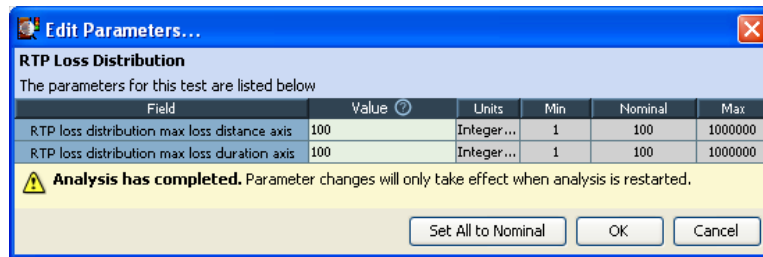 Edit Parameters...
RTP Loss Distribution
The parameters for this test are listed below
Field Value ? Units Min Nominal Max
RTP loss distribution max loss distance axis 100 Integer... 1 100 1000000
RTP loss distribution max loss duration axis 100 Integer... 1 100 1000000
Analysis has completed. Parameter changes will only take effect when analysis is restarted.
Set All to Nominal OK Cancel